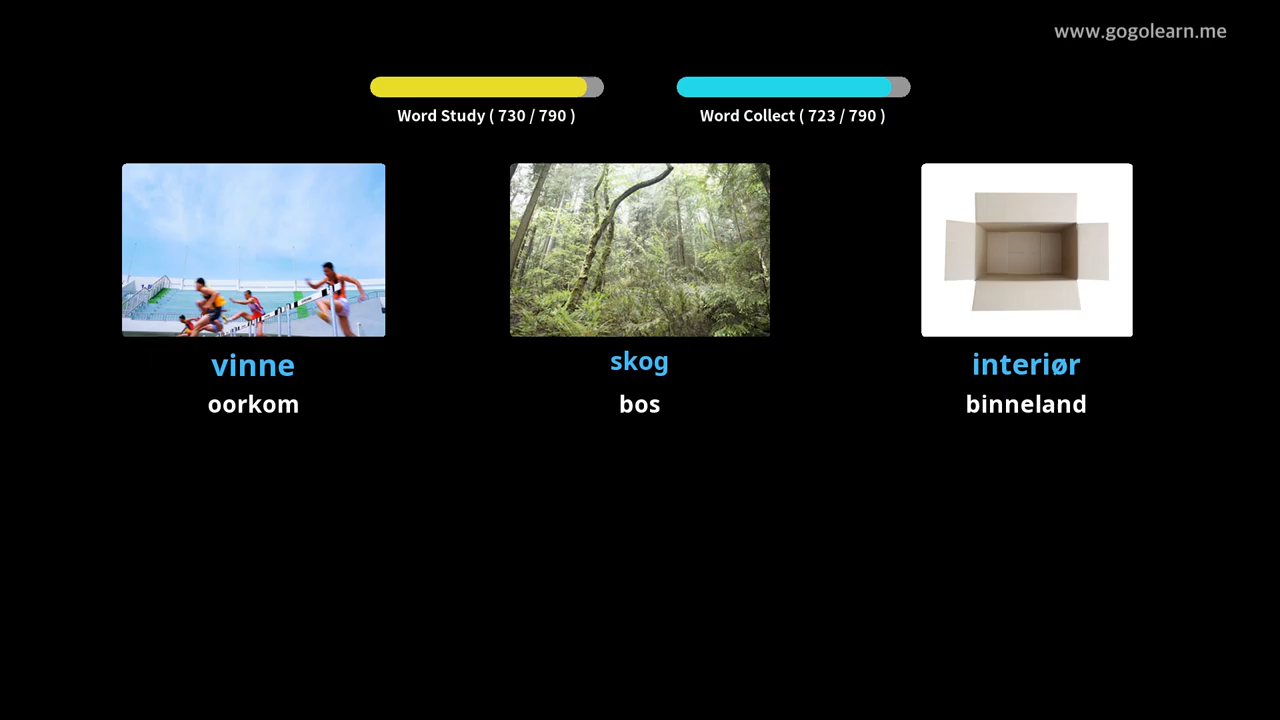 www.gogolearn.me
Word Study ( 730 / 790 )
Word Collect ( 723 / 790 )
vinne
skog
interiør
oorkom
bos
binneland